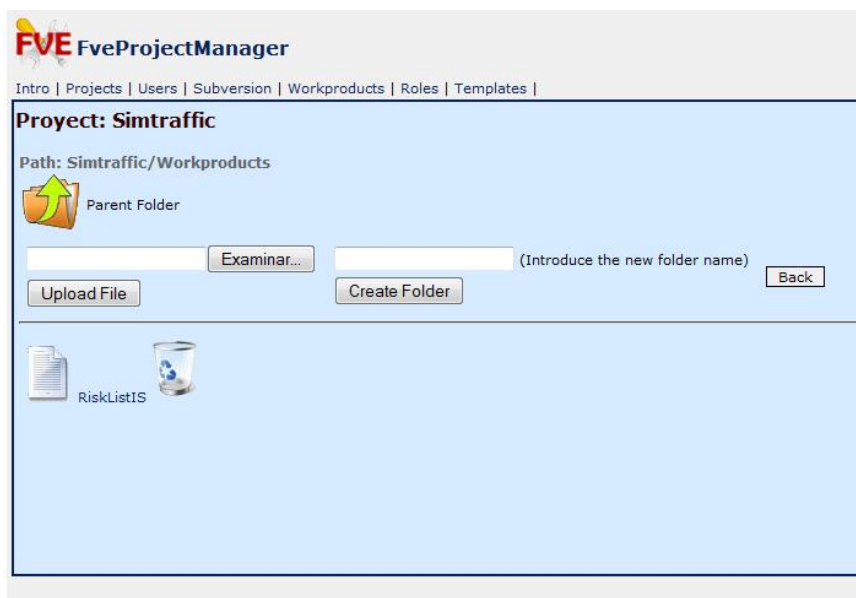 FVE FveProjectManager
Intro | Projects | Users | Subversion | Workproducts | Roles | Templates |
Proyect: Simtraffic
Path: Simtraffic/Workproducts
Parent Folder
Examinar... (Introduce the new folder name)
Back
Upload File Create Folder
RiskListIS